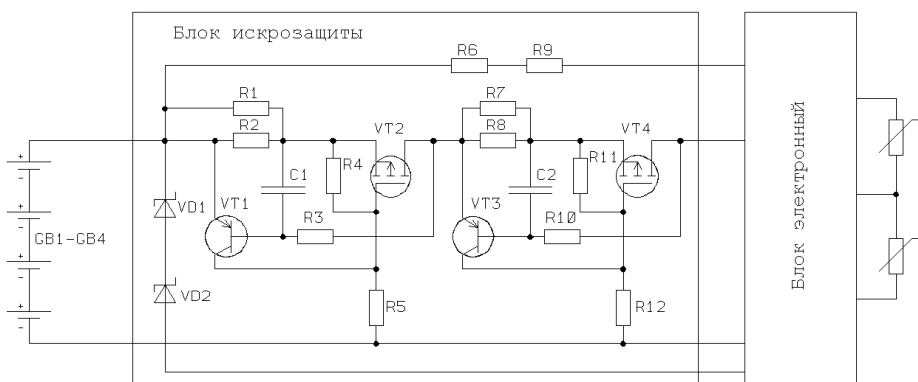 Блок искрозащиты
R6 R9
R1 R7
R2 VT2 R8 VT4
R4 R11
C1 C2
VT1 R3 VT3 R10
VD1
GB1-GB4
VD2 R5 R12
Блок электронный